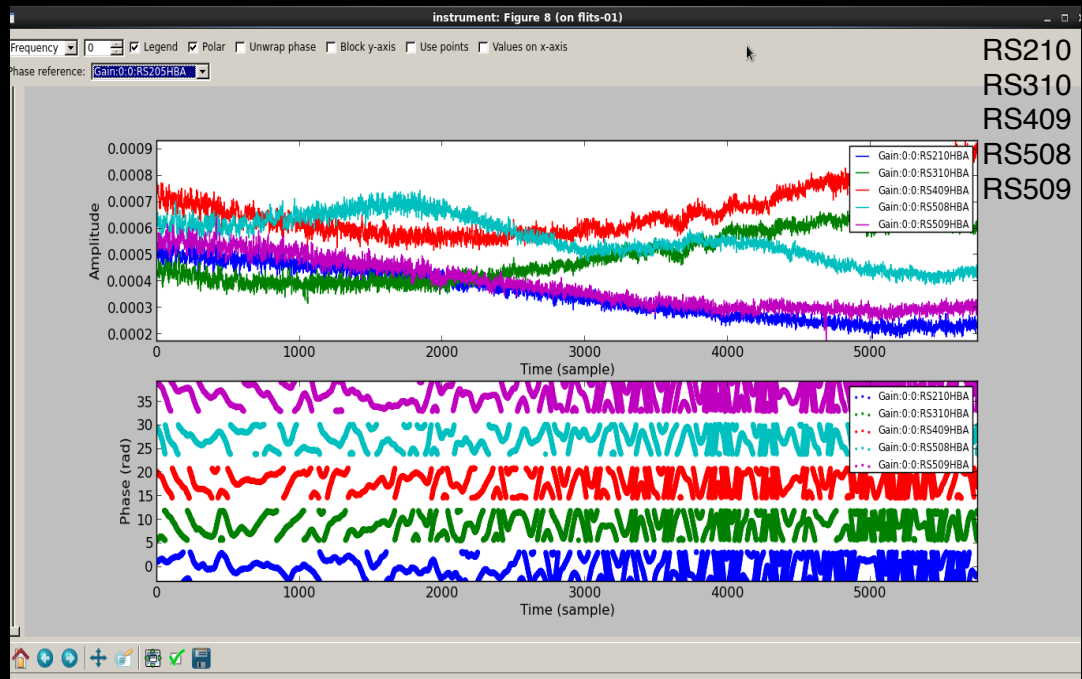 instrument: Figure 8 (on flits-01)
Frequency 0 Legend Polar Unwrap phase Block y-axis Use points Values on x-axis
Phase reference: Gain:0:0:RS205HBA
RS210
RS310
RS409
RS508
RS509
0.0009
0.0008
0.0007
0.0006
0.0005
0.0004
0.0003
0.0002
Amplitude
Gain:0:0:RS210HBA
Gain:0:0:RS310HBA
Gain:0:0:RS409HBA
Gain:0:0:RS508HBA
Gain:0:0:RS509HBA
0 1000 2000 3000 4000 5000
Time (sample)
35
30
25
20
15
10
5
0
Phase (rad)
Gain:0:0:RS210HBA
Gain:0:0:RS310HBA
Gain:0:0:RS409HBA
Gain:0:0:RS508HBA
Gain:0:0:RS509HBA
0 1000 2000 3000 4000 5000
Time (sample)